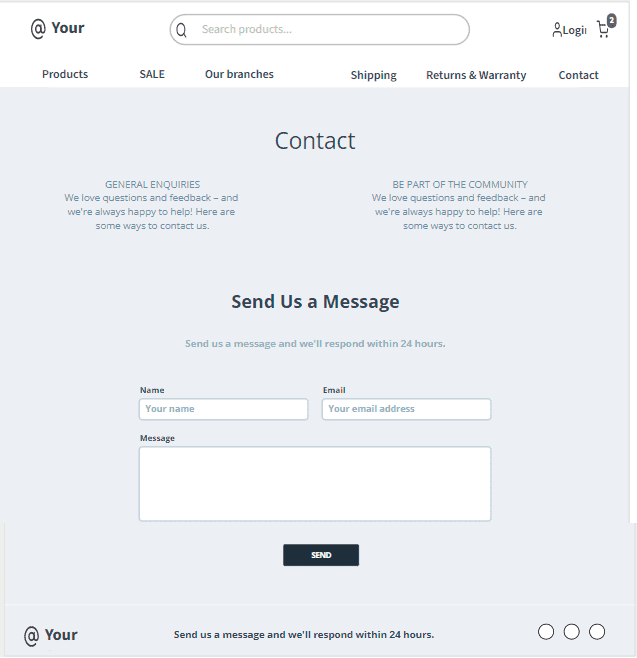 @ Your
Search products...
Login
2
Products SALE Our branches Shipping Returns & Warranty Contact
Contact
GENERAL ENQUIRIES
We love questions and feedback – and
we're always happy to help! Here are
some ways to contact us.
BE PART OF THE COMMUNITY
We love questions and feedback – and
we're always happy to help! Here are
some ways to contact us.
Send Us a Message
Send us a message and we'll respond within 24 hours.
Name
Your name
Email
Your email address
Message
SEND
@ Your
Send us a message and we'll respond within 24 hours.